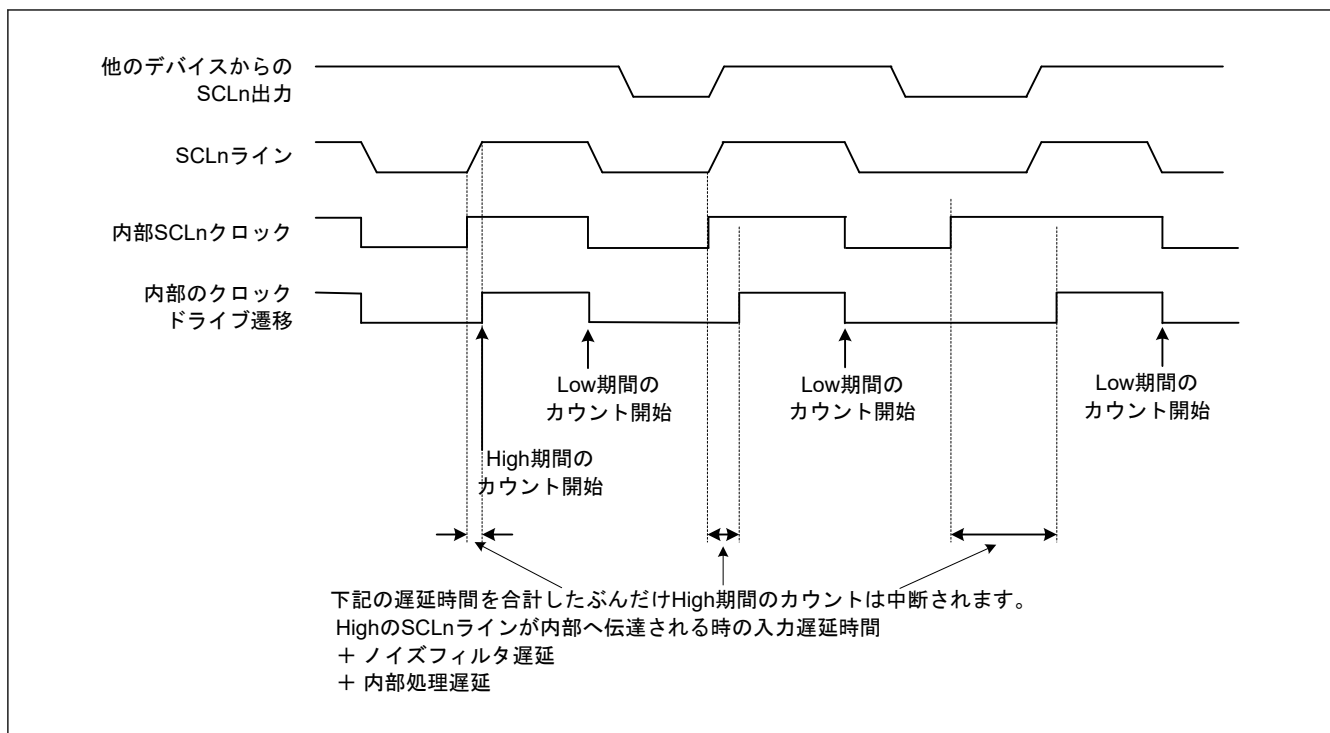 他のデバイスからの
SCLn出力
SCLnライン
内部SCLnクロック
内部のクロック
ドライブ遷移
Low期間の
カウント開始
Low期間の
カウント開始
Low期間の
カウント開始
High期間の
カウント開始
下記の遅延時間を合計したぶんだけHigh期間のカウントは中断されます。
HighのSCLnラインが内部へ伝達される時の入力遅延時間
＋ ノイズフィルタ遅延
＋ 内部処理遅延